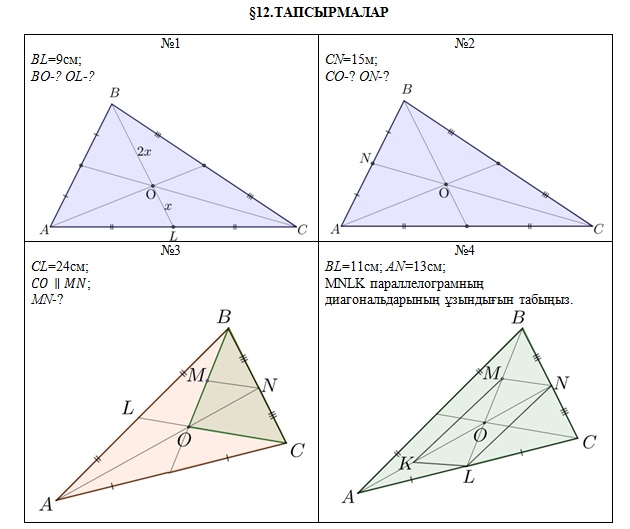 §12.ТАПСЫРМАЛАР
№1
BL=9см;
BO-? OL-?
B
2x
O
x
A
L
C
№2
CN=15м;
CO-? ON-?
B
N
O
A
C
№3
CL=24см;
CO ∥ MN;
MN-?
B
M
N
L
O
C
A
№4
BL=11см; AN=13см;
MNLK параллелограмның
диагональдарының ұзындығын табыңыз.
B
M
N
O
C
K
L
A